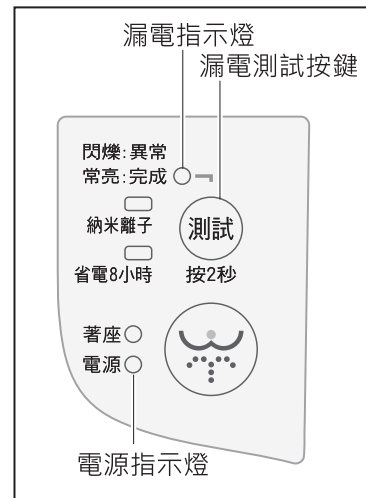 漏電指示燈
漏電測試按鍵
閃爍:異常
常亮:完成
納米離子
測試
省電8小時
按2秒
著座
電源
電源指示燈